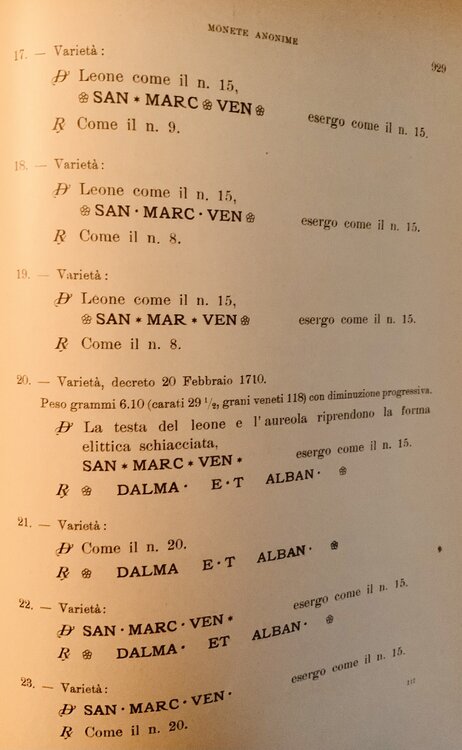 MONETE ANONIME
929
17. — Varietà:
D' Leone come il n. 15,
❀ SAN * MARC ❀ VEN ❀ esergo come il n. 15.
R Come il n. 9.
18. — Varietà:
D' Leone come il n. 15,
❀ SAN · MARC · VEN ❀ esergo come il n. 15.
R Come il n. 8.
19. — Varietà:
D' Leone come il n. 15,
❀ SAN * MAR * VEN ❀ esergo come il n. 15.
R Come il n. 8.
20. — Varietà, decreto 20 Febbraio 1710.
Peso grammi 6.10 (carati 29 1/2, grani veneti 118) con diminuzione progressiva.
D' La testa del leone e l'aureola riprendono la forma
elittica schiacciata,
SAN * MARC * VEN * esergo come il n. 15.
R ❀ DALMA · E · T ALBAN · ❀
21. — Varietà:
D' Come il n. 20.
R ❀ DALMA E · T ALBAN · ❀
22. — Varietà:
D' SAN · MARC · VEN * esergo come il n. 15.
R ❀ DALMA · ET ALBAN · ❀
23. — Varietà:
D' SAN · MARC · VEN · esergo come il n. 15.
R Come il n. 20.